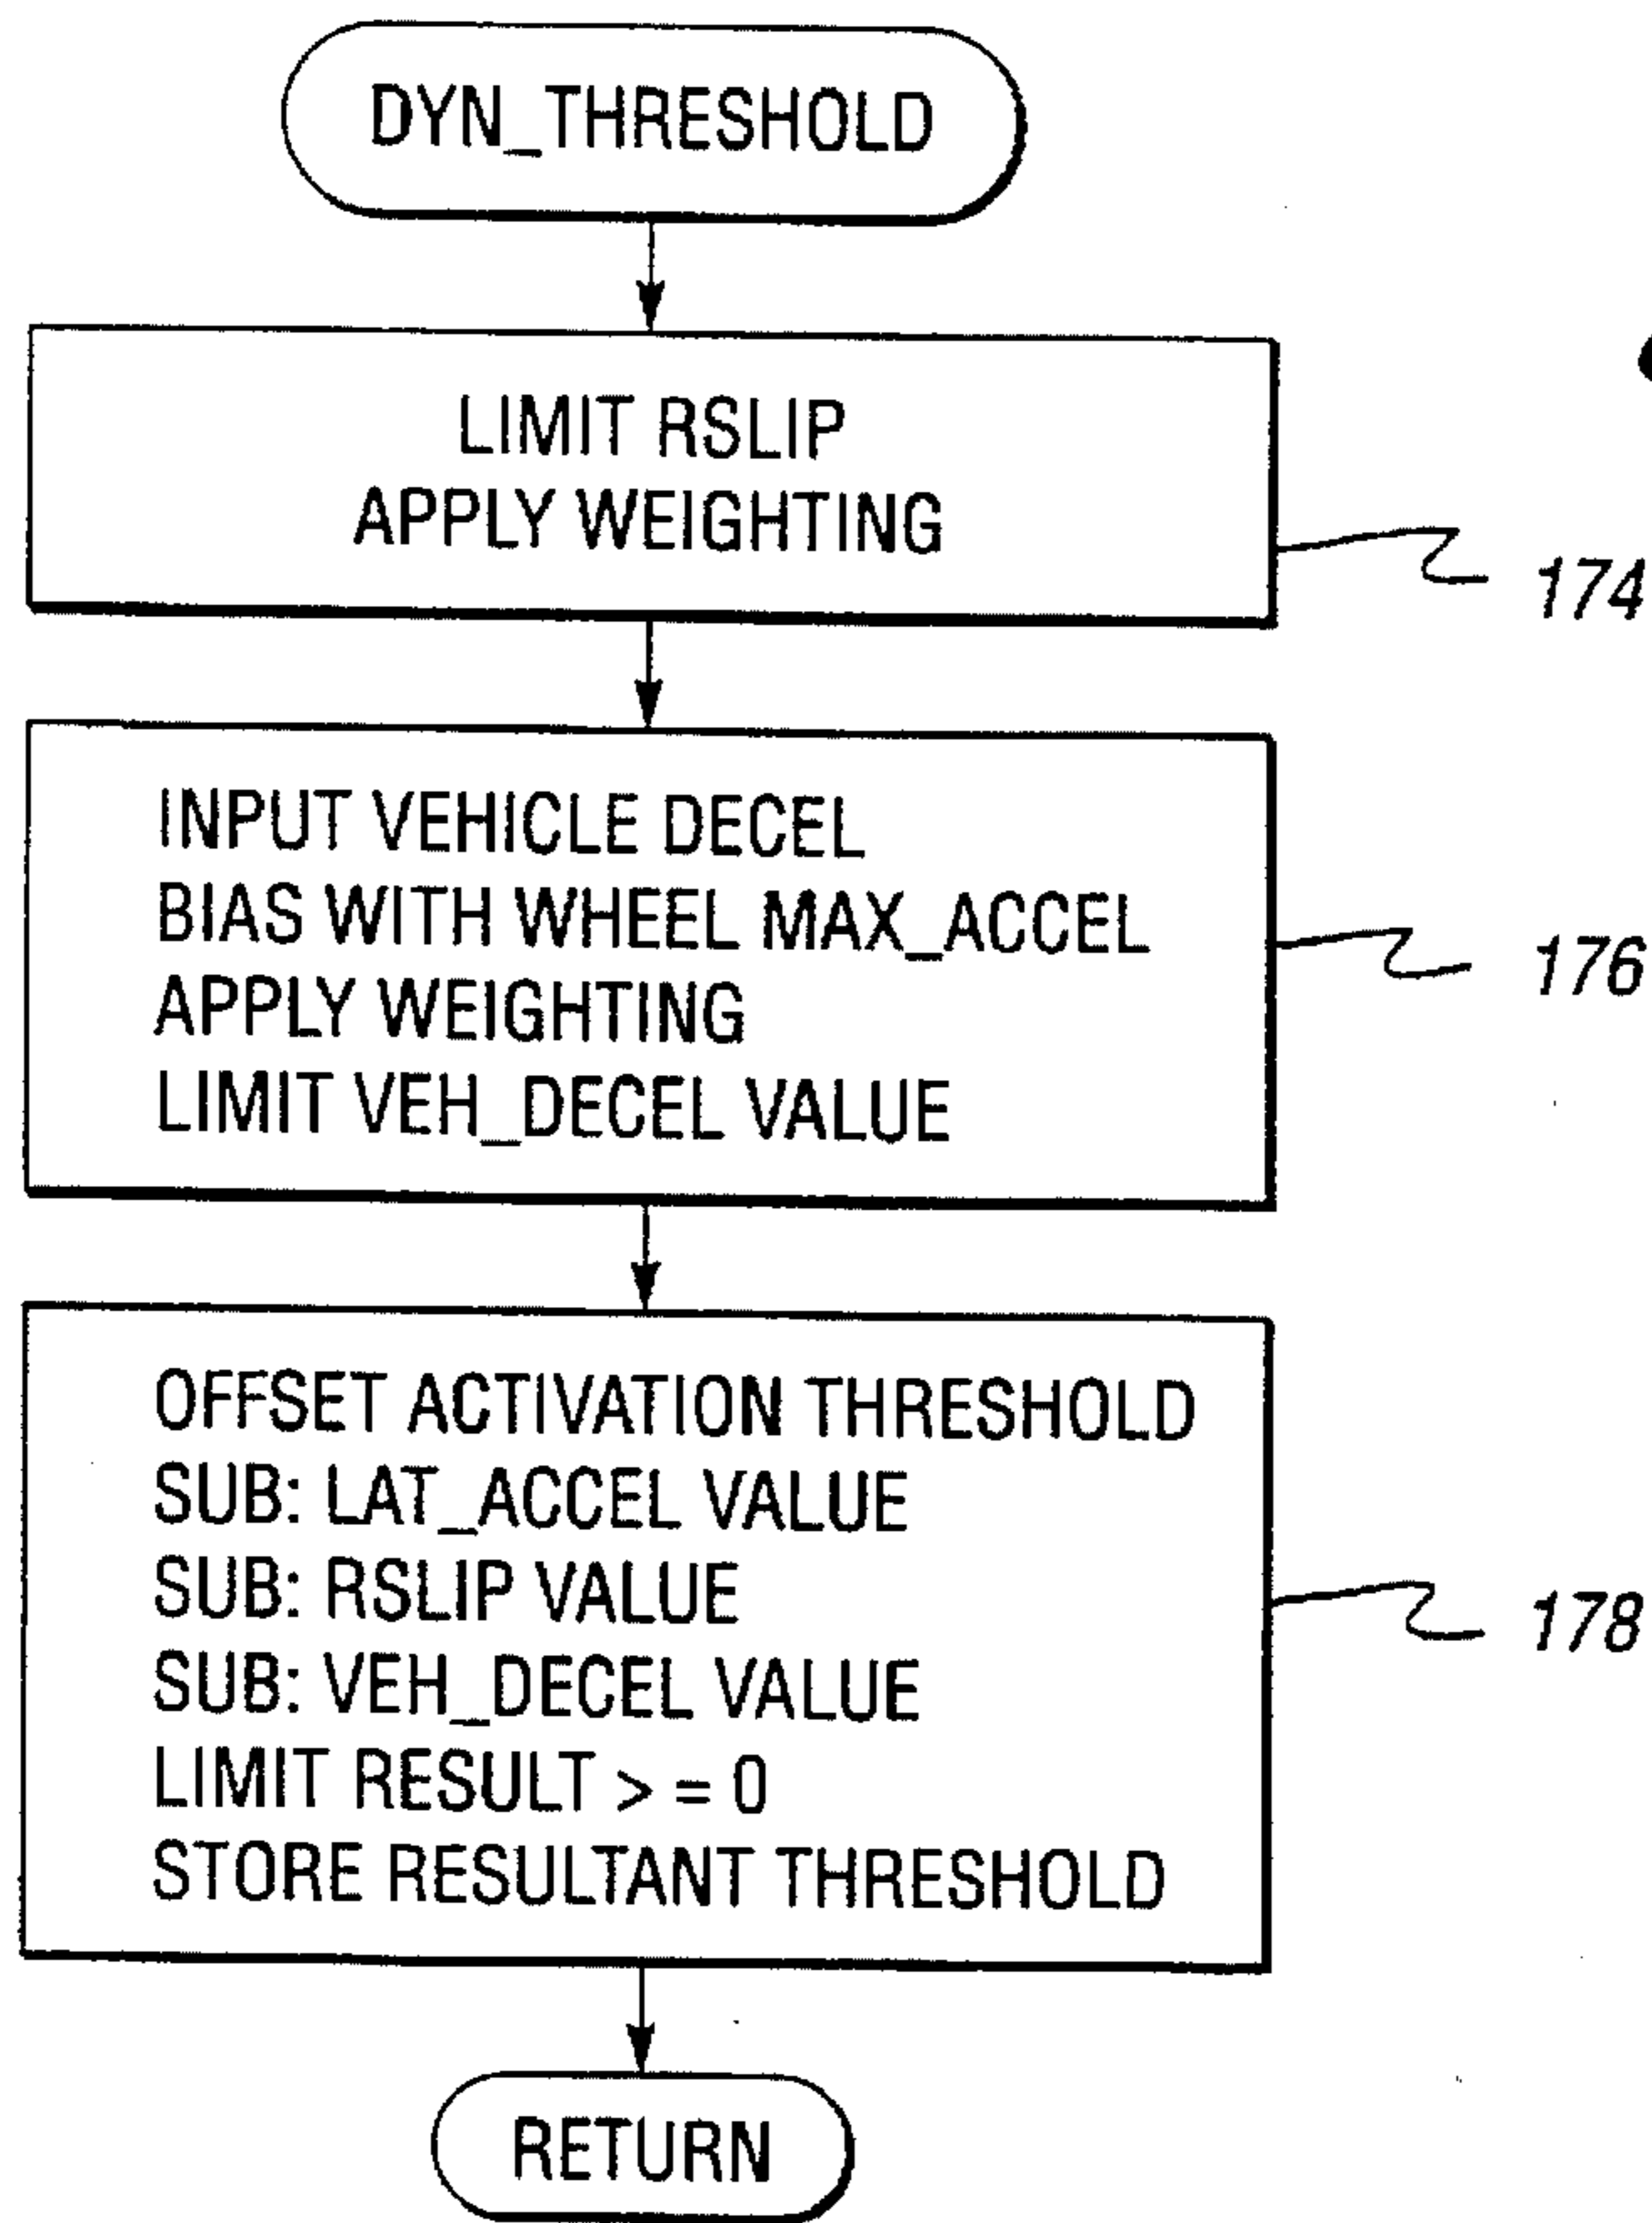 DYN_THRESHOLD
LIMIT RSLIP
APPLY WEIGHTING
174
INPUT VEHICLE DECEL
BIAS WITH WHEEL MAX_ACCEL
APPLY WEIGHTING
LIMIT VEH_DECEL VALUE
176
OFFSET ACTIVATION THRESHOLD
SUB: LAT_ACCEL VALUE
SUB: RSLIP VALUE
SUB: VEH_DECEL VALUE
LIMIT RESULT > = 0
STORE RESULTANT THRESHOLD
178
RETURN